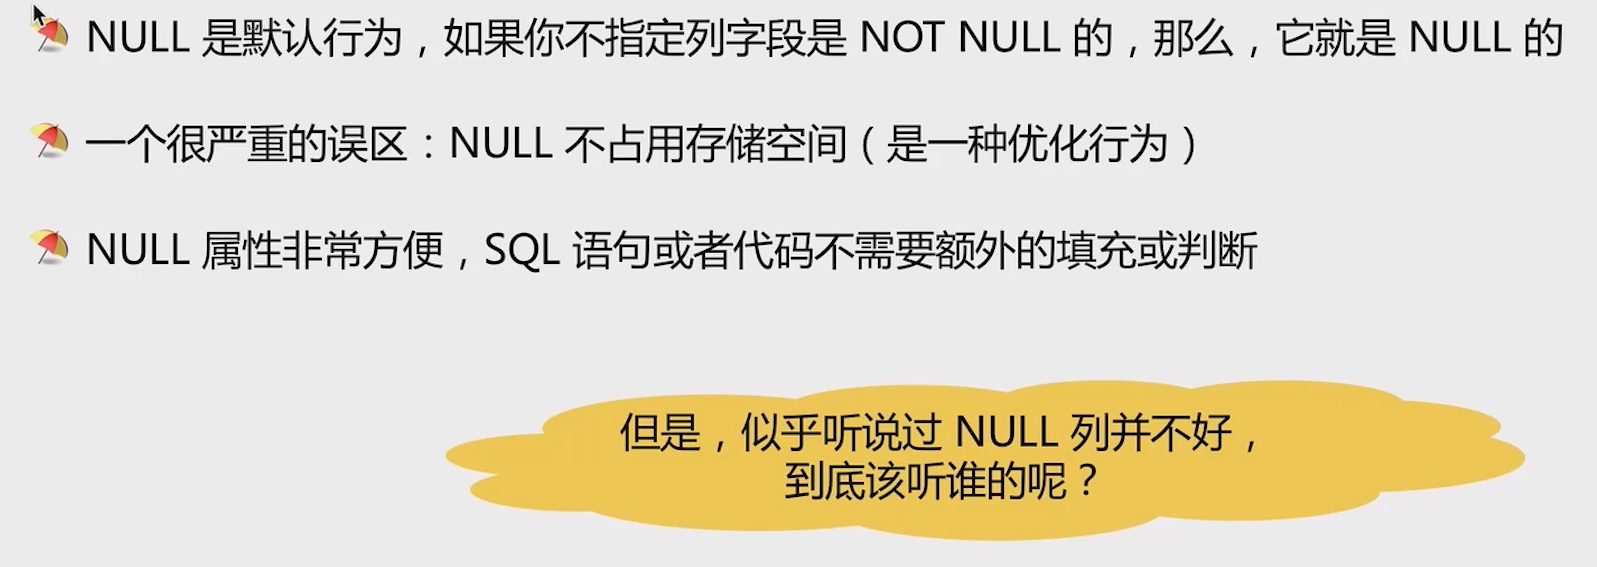 NULL 是默认行为，如果你不指定列字段是 NOT NULL 的，那么，它就是 NULL 的
一个很严重的误区：NULL 不占用存储空间（是一种优化行为）
NULL 属性非常方便，SQL 语句或者代码不需要额外的填充或判断
但是，似乎听说过 NULL 列并不好，
到底该听谁的呢？